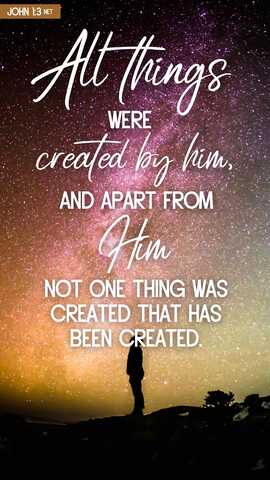 JOHN 1:3 NET
All things
WERE
created by him,
AND APART FROM
Him
NOT ONE THING WAS
CREATED THAT HAS
BEEN CREATED.